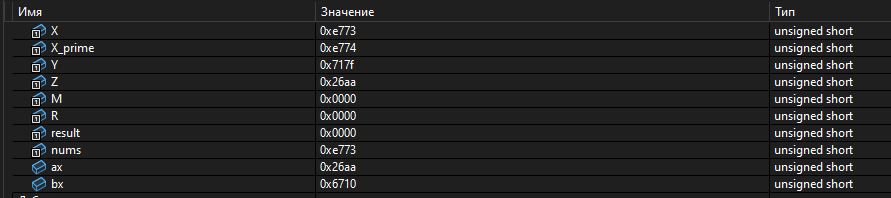 Имя Значение Тип
X 0xe773 unsigned short
X_prime 0xe774 unsigned short
Y 0x717f unsigned short
Z 0x26aa unsigned short
M 0x0000 unsigned short
R 0x0000 unsigned short
result 0x0000 unsigned short
nums 0xe773 unsigned short
ax 0x26aa unsigned short
bx 0x6710 unsigned short